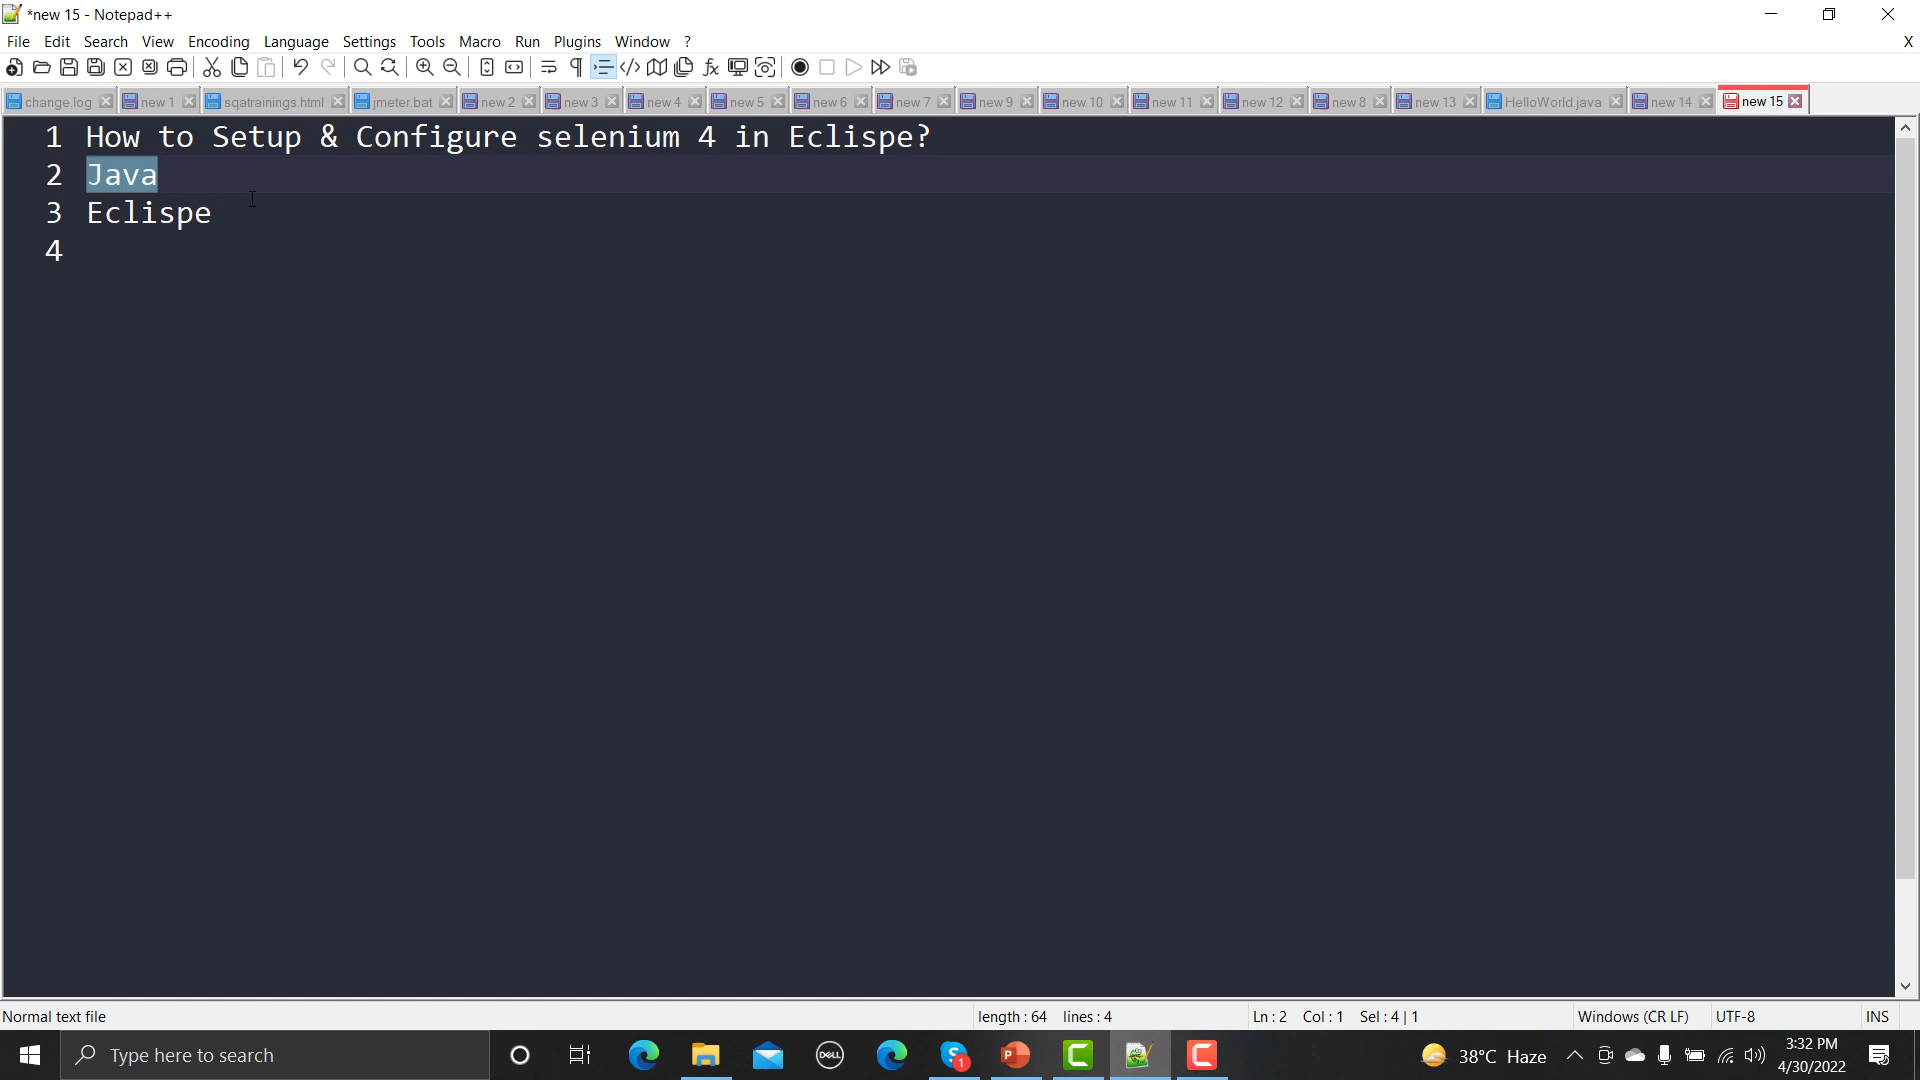 *new 15 - Notepad++
File Edit Search View Encoding Language Settings Tools Macro Run Plugins Window ? X
change.log new 1 sqatrainings.html jmeter.bat new 2 new 3 new 4 new 5 new 6 new 7 new 9 new 10 new 11 new 12 new 8 new 13 HelloWorld.java new 14 new 15
1 How to Setup & Configure selenium 4 in Eclispe?
2 Java
3 Eclispe
4
Normal text file length : 64 lines : 4 Ln : 2 Col : 1 Sel : 4 | 1 Windows (CR LF) UTF-8 INS
Type here to search DELL S 1 P C C 38°C Haze 3:32 PM
4/30/2022